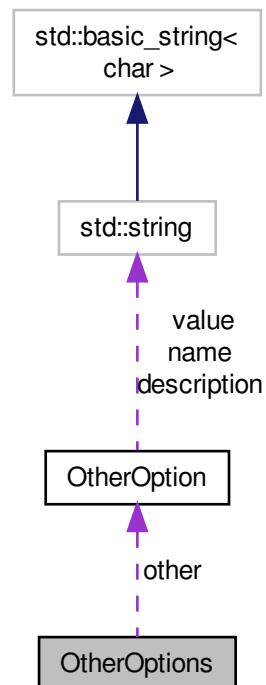 std::basic_string<
char >
std::string
value
name
description
OtherOption
other
OtherOptions